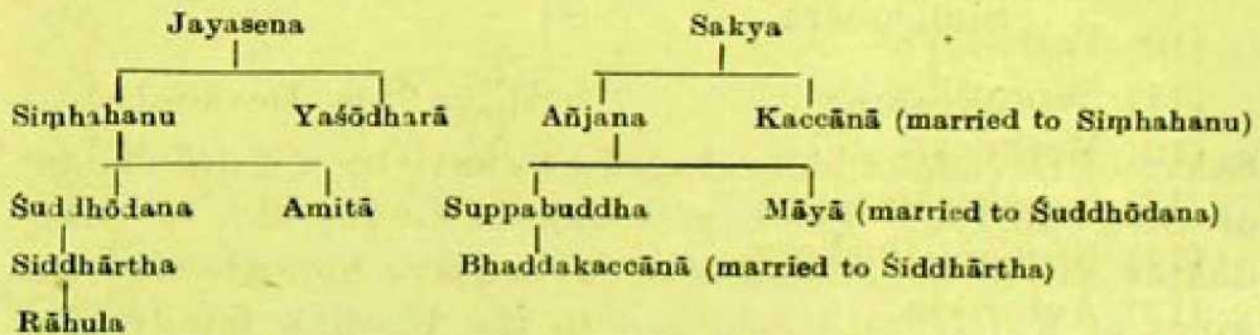 Jayasena Sakya
Siṃhahanu Yaśōdharā Añjana Kaccānā (married to Siṃhahanu)
Śuddhōdana Amitā Suppabuddha Māyā (married to Śuddhōdana)
Siddhārtha Bhaddakaccānā (married to Śiddhārtha)
Rāhula